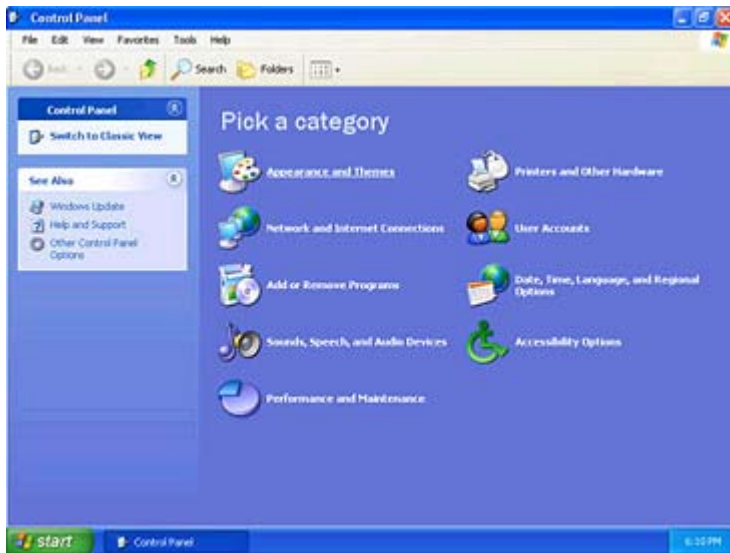 Control Panel
File Edit View Favorites Tools Help
Back Search Folders
Control Panel
Switch to Classic View
See Also
Windows Update
Help and Support
Other Control Panel
Options
Pick a category
Appearance and Themes
Printers and Other Hardware
Network and Internet Connections
User Accounts
Add or Remove Programs
Date, Time, Language, and Regional
Options
Sounds, Speech, and Audio Devices
Accessibility Options
Performance and Maintenance
start
Control Panel